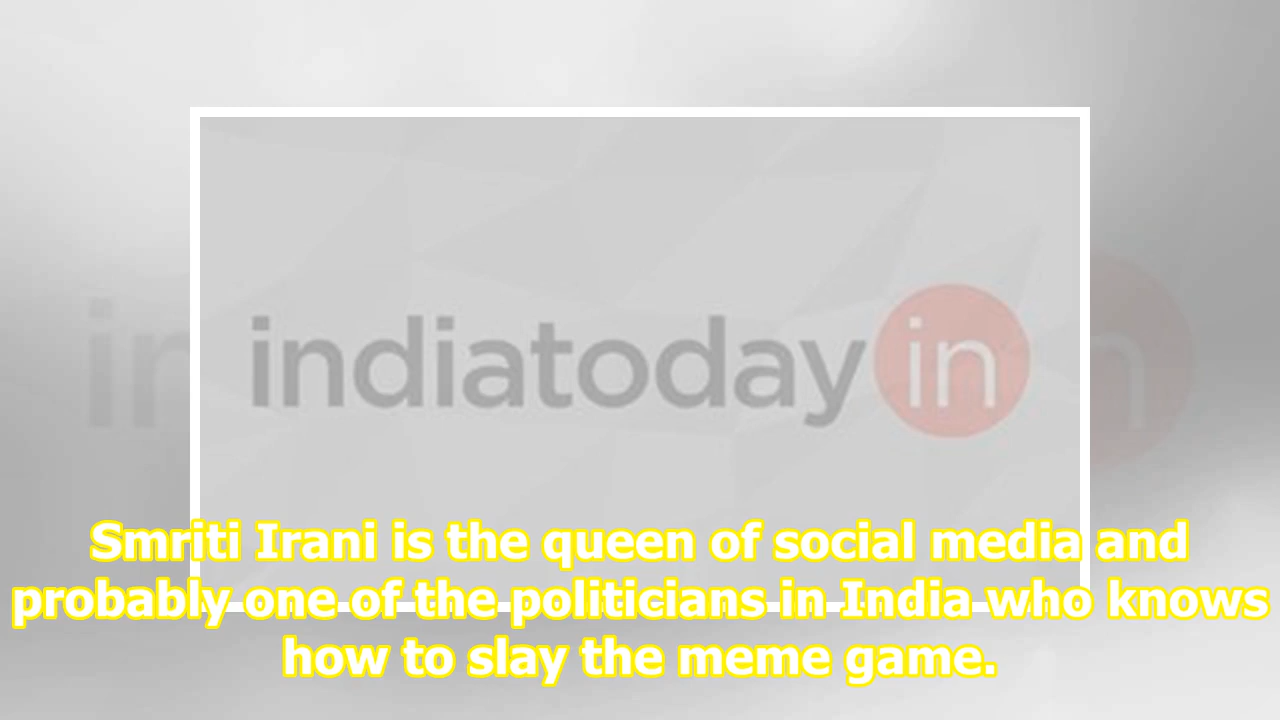 indiatoday in
Smriti Irani is the queen of social media and
probably one of the politicians in India who knows
how to slay the meme game.